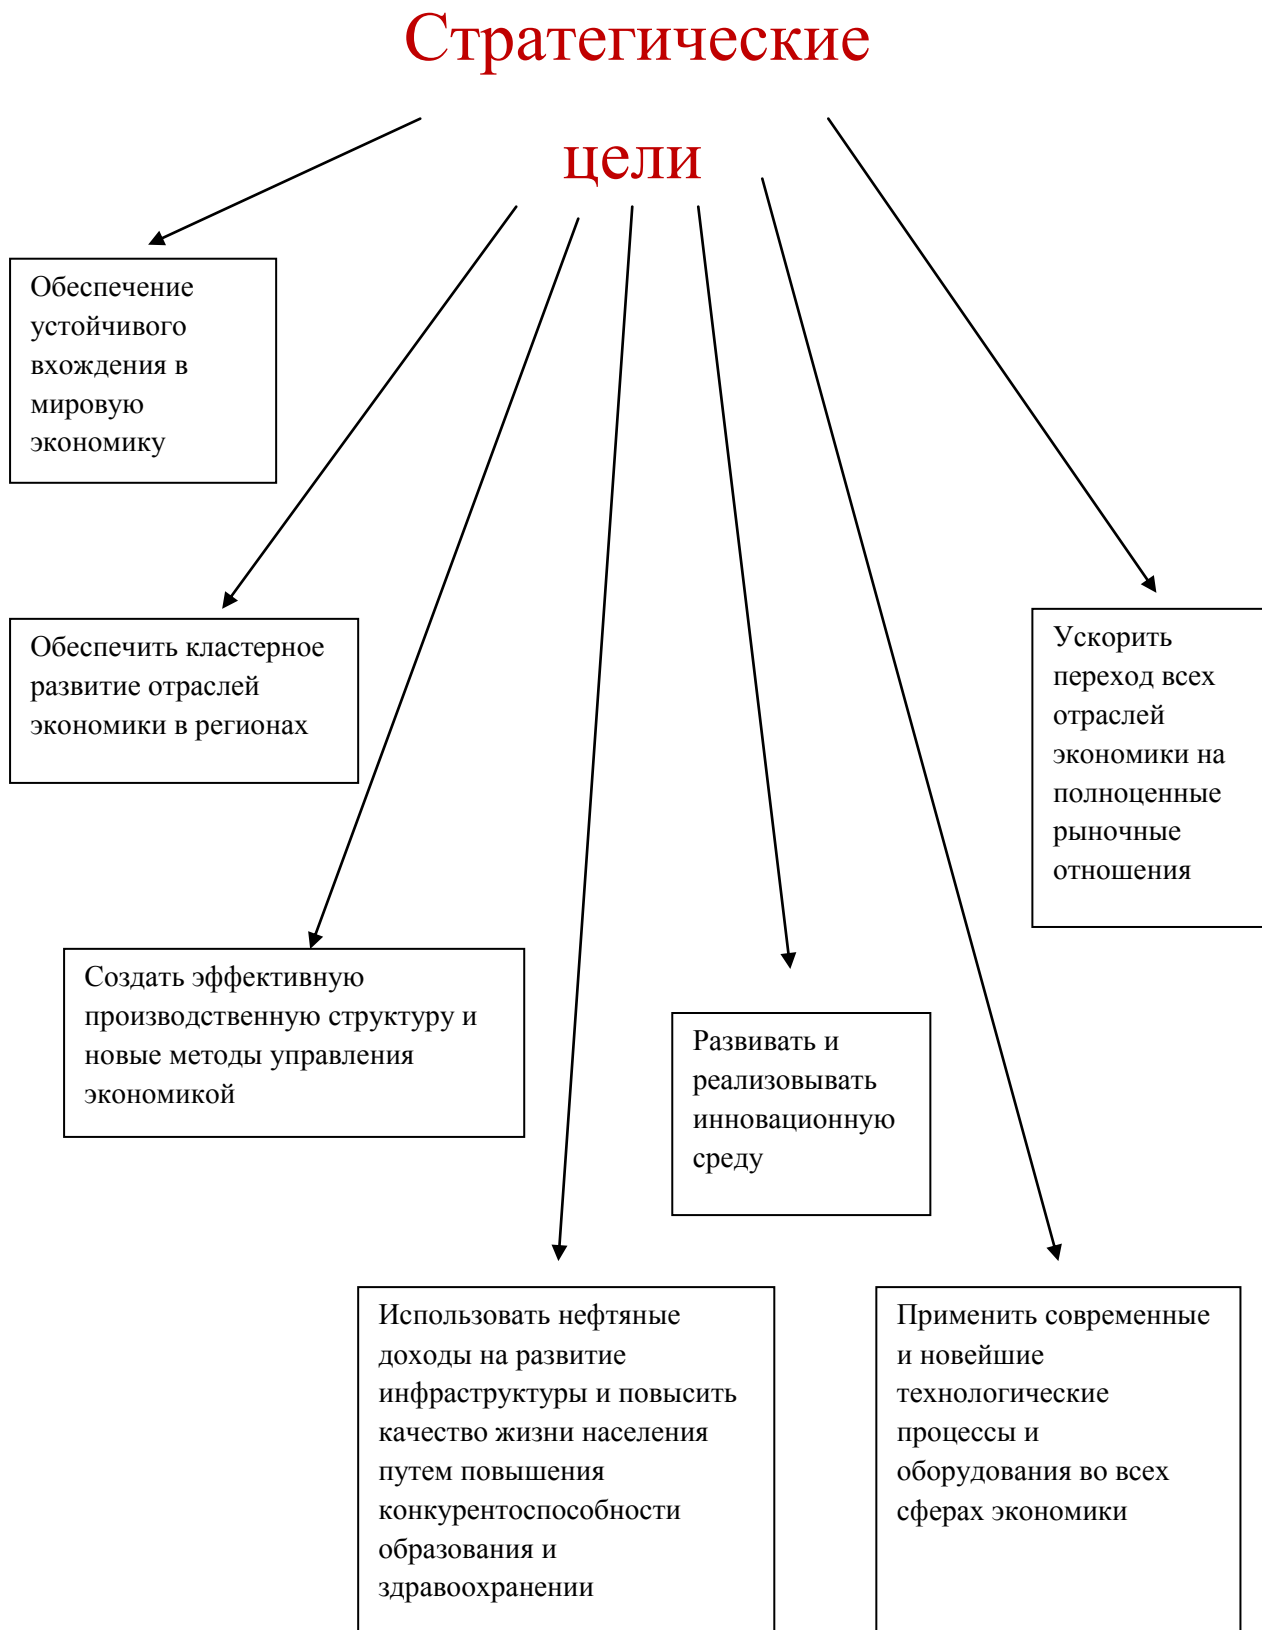 Стратегические
цели
Обеспечение
устойчивого
вхождения в
мировую
экономику
Обеспечить кластерное
развитие отраслей
экономики в регионах
Ускорить
переход всех
отраслей
экономики на
полноценные
рыночные
отношения
Создать эффективную
производственную структуру и
новые методы управления
экономикой
Развивать и
реализовывать
инновационную
среду
Использовать нефтяные
доходы на развитие
инфраструктуры и повысить
качество жизни населения
путем повышения
конкурентоспособности
образования и
здравоохранении
Применить современные
и новейшие
технологические
процессы и
оборудования во всех
сферах экономики